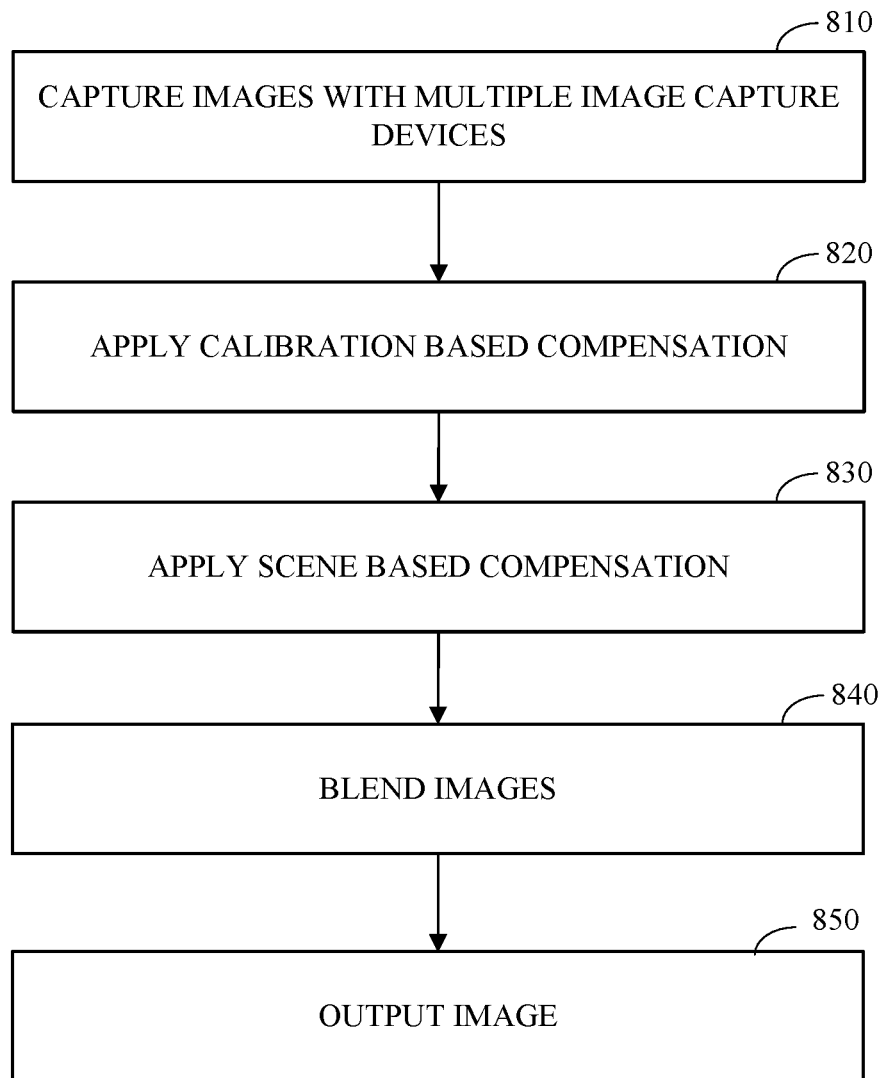 810
CAPTURE IMAGES WITH MULTIPLE IMAGE CAPTURE
DEVICES
820
APPLY CALIBRATION BASED COMPENSATION
830
APPLY SCENE BASED COMPENSATION
840
BLEND IMAGES
850
OUTPUT IMAGE